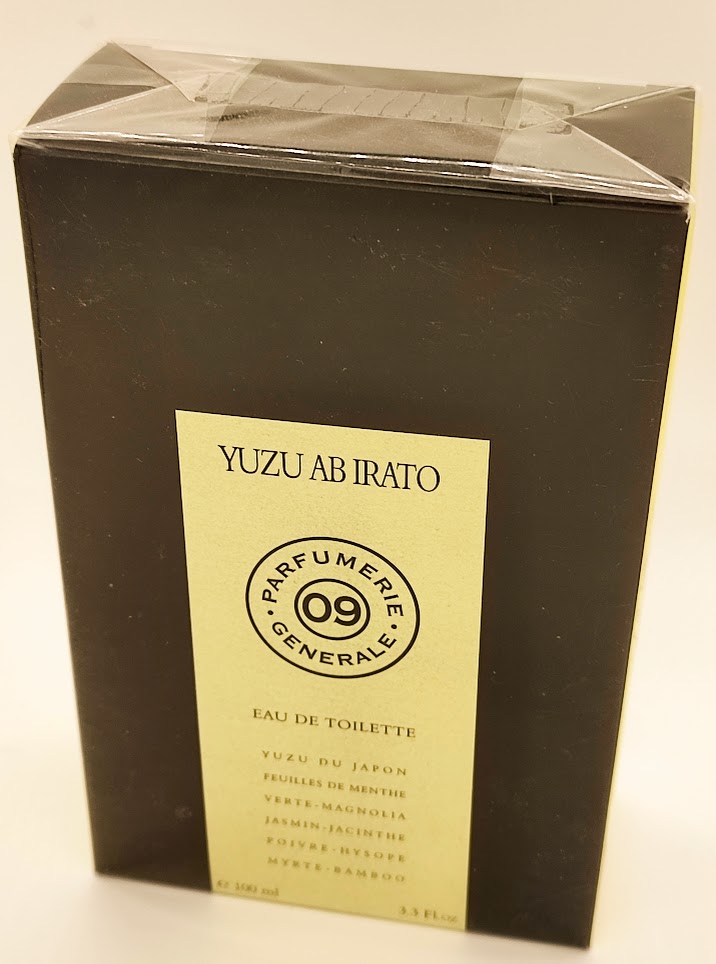 YUZU AB IRATO
PARFUMERIE
09
GENERALE
EAU DE TOILETTE
YUZU DU JAPON
FEUILLES DE MENTHE
VERTE-MAGNOLIA
JASMIN-JACINTHE
POIVRE-HYSOPE
MYRTE-BAMBOO
℮ 100 ml
3.3 Fl.oz